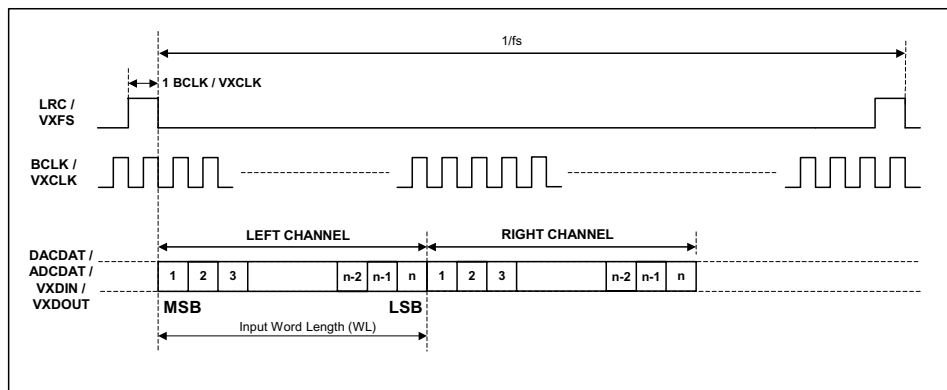 1/fs
1 BCLK / VXCLK
LRC /
VXFS
BCLK /
VXCLK
LEFT CHANNEL RIGHT CHANNEL
DACDAT /
ADCDAT /
VXDIN /
VXDOUT
1 2 3 n-2 n-1 n 1 2 3 n-2 n-1 n
MSB LSB
Input Word Length (WL)